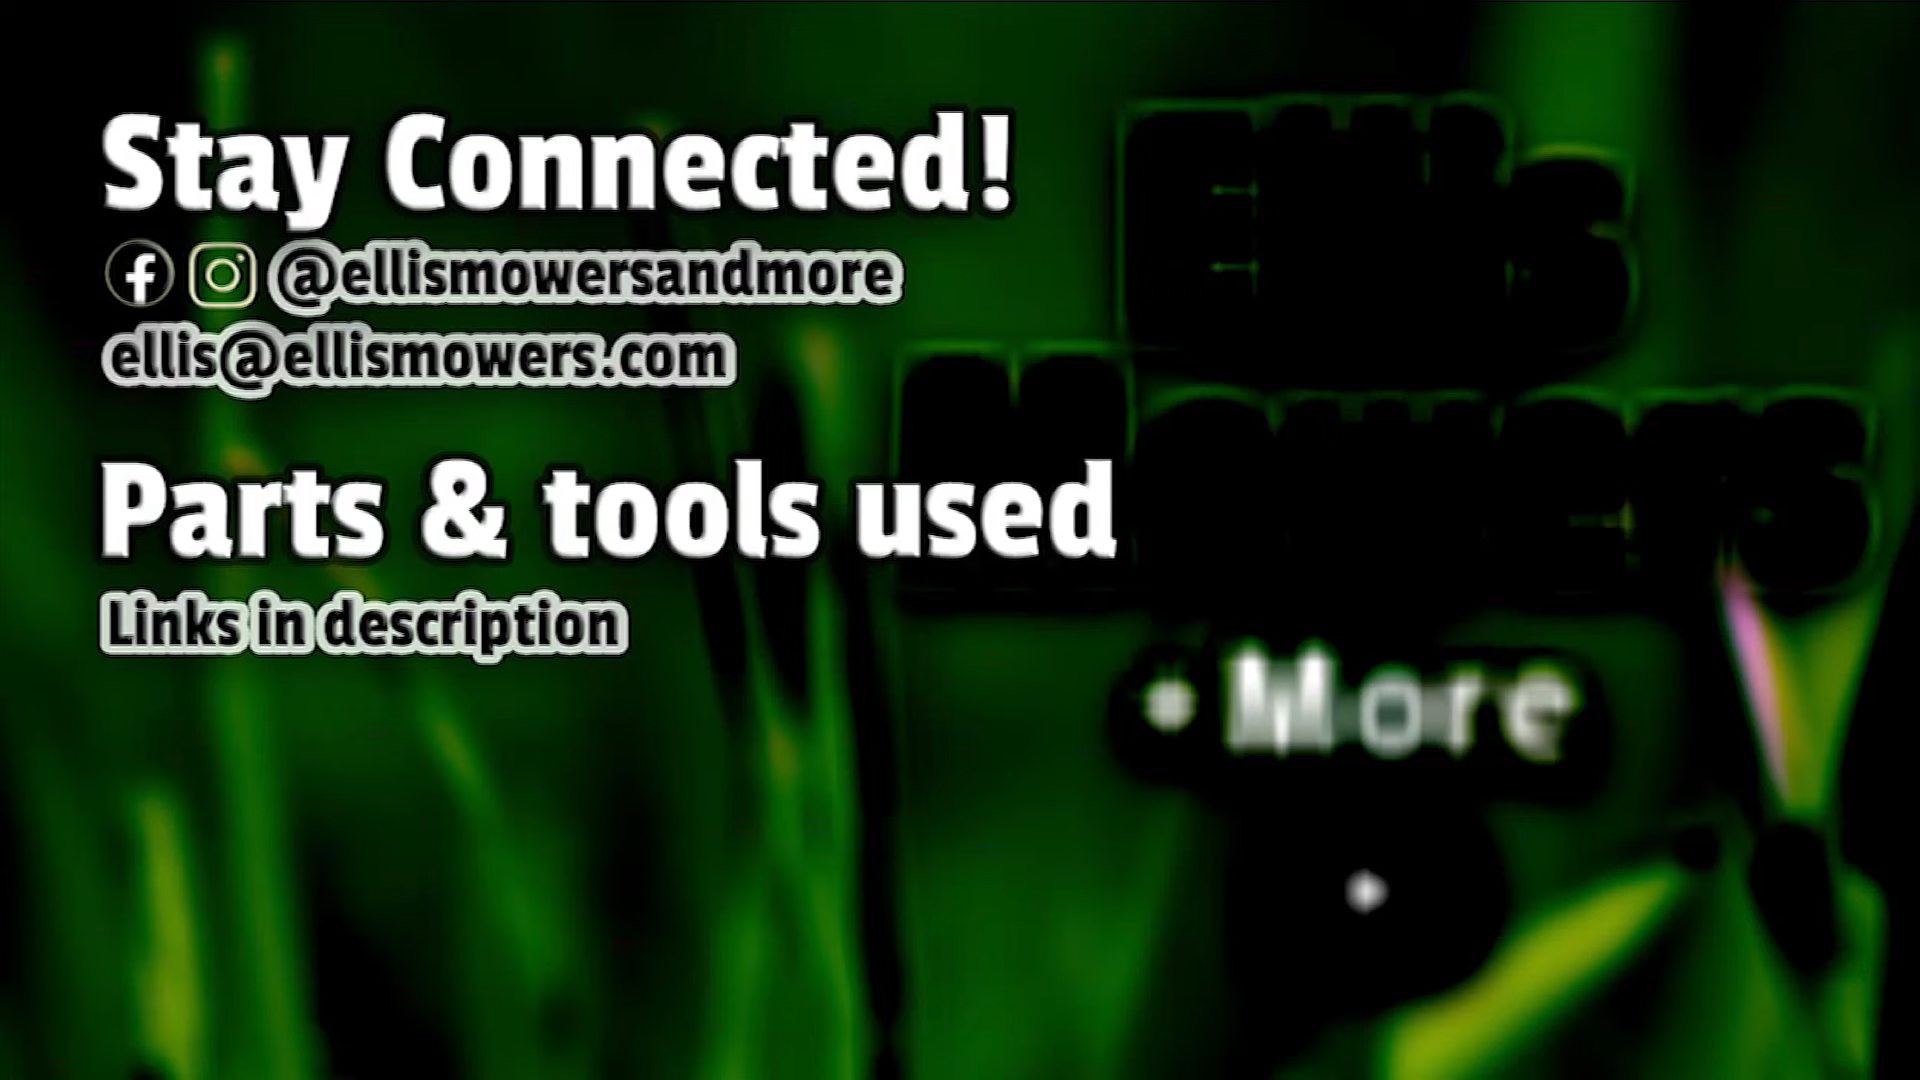 Stay Connected!
@ellismowersandmore
ellis@ellismowers.com
Parts & tools used
Links in description
More